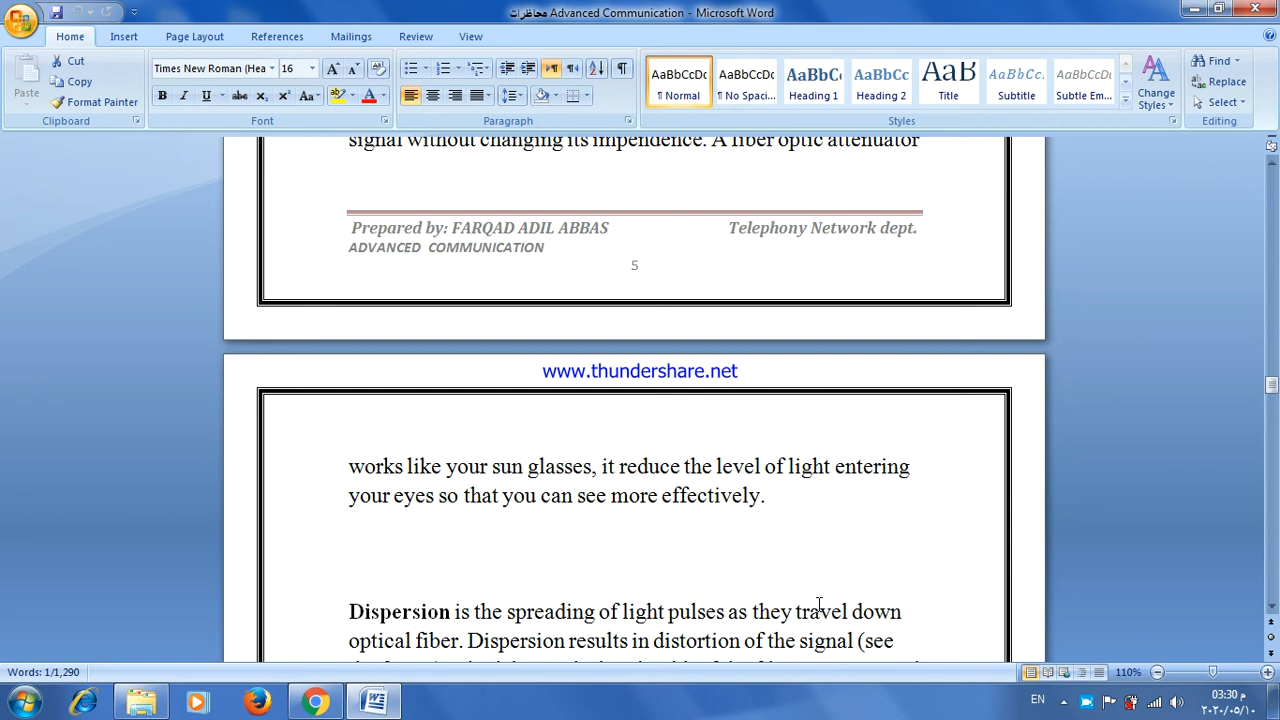 محاظرات Advanced Communication - Microsoft Word
Home Insert Page Layout References Mailings Review View
Paste
Cut
Copy
Format Painter
Clipboard
Times New Roman (Hea 16
Font
Paragraph
AaBbCcDc AaBbCcDc AaBbC AaBbCc AaB AaBbCc AaBbCcDc
¶ Normal ¶ No Spaci... Heading 1 Heading 2 Title Subtitle Subtle Em...
Change Styles
Styles
Find
Replace
Select
Editing
signal without changing its impendence. A fiber optic attenuator
Prepared by: FARQAD ADIL ABBAS Telephony Network dept.
ADVANCED COMMUNICATION
5
www.thundershare.net
works like your sun glasses, it reduce the level of light entering
your eyes so that you can see more effectively.
Dispersion is the spreading of light pulses as they travel down
optical fiber. Dispersion results in distortion of the signal (see
Words: 1/1,290 110%
EN
03:30 م
٢٠٢٠/٠٥/١٠